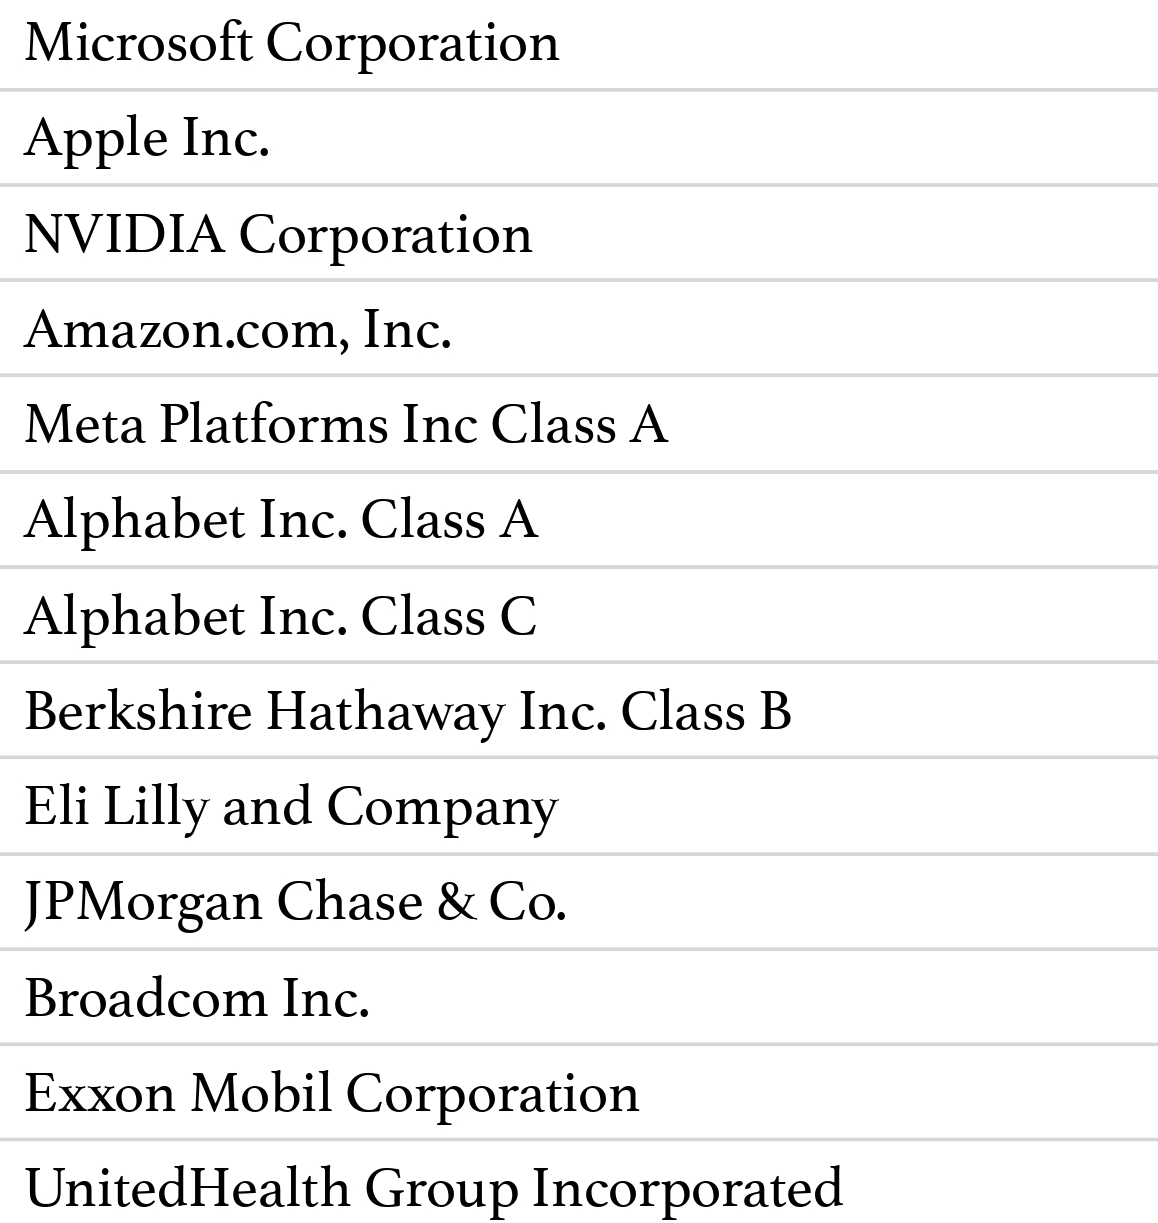 Microsoft Corporation
Apple Inc.
NVIDIA Corporation
Amazon.com, Inc.
Meta Platforms Inc Class A
Alphabet Inc. Class A
Alphabet Inc. Class C
Berkshire Hathaway Inc. Class B
Eli Lilly and Company
JPMorgan Chase & Co.
Broadcom Inc.
Exxon Mobil Corporation
UnitedHealth Group Incorporated